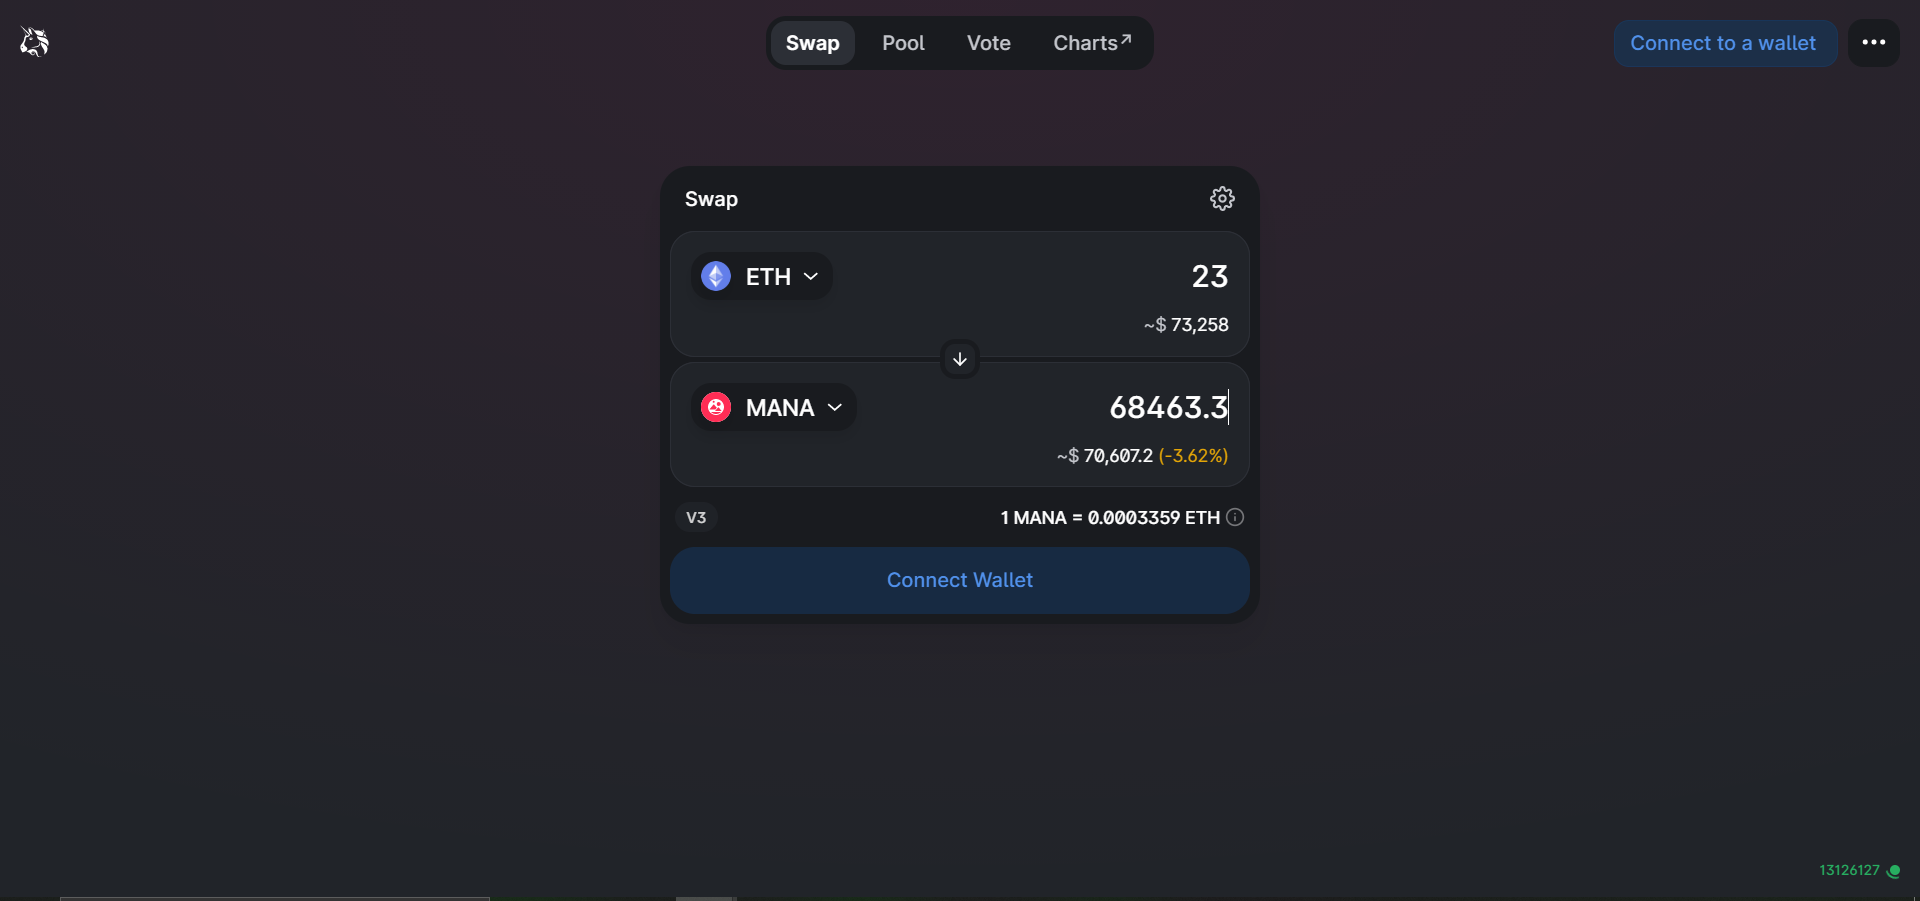 Swap Pool Vote Charts↗ Connect to a wallet ...
Swap
ETH 23
~$ 73,258
MANA 68463.3
~$ 70,607.2 (-3.62%)
V3 1 MANA = 0.0003359 ETH
Connect Wallet
13126127